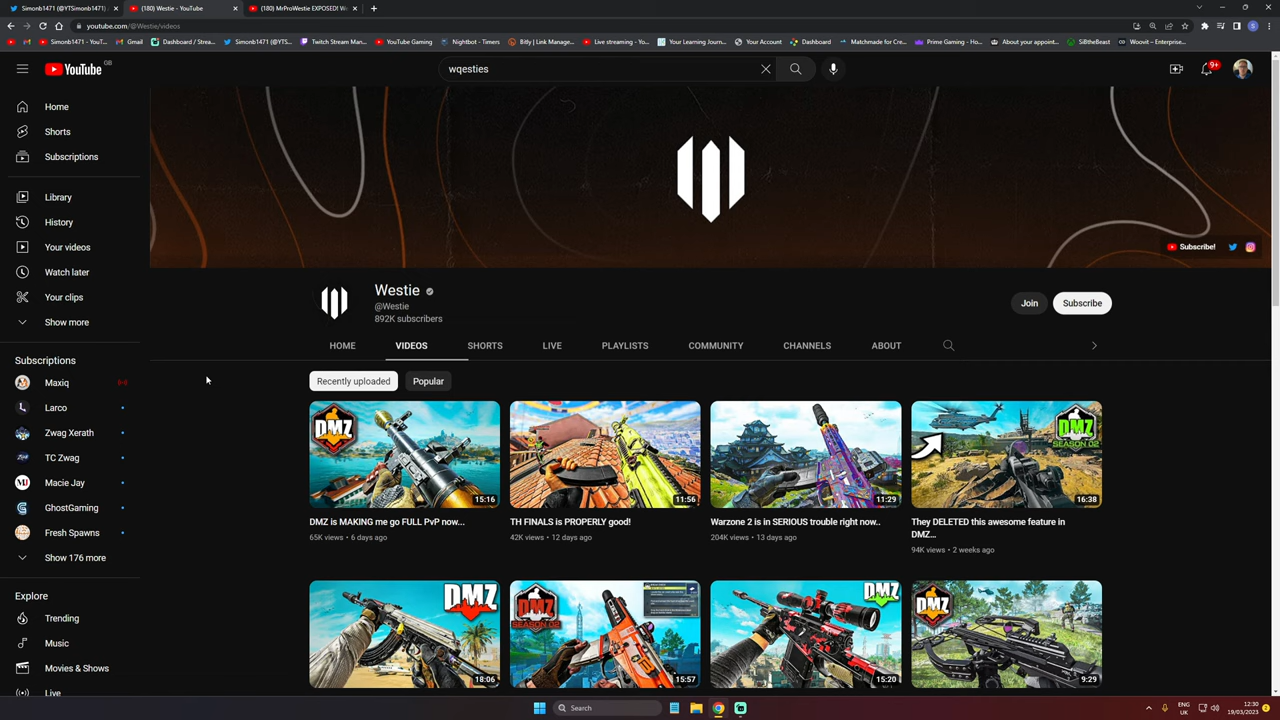 Simonb1471 (@YTSimonb1471)
(180) Westie - YouTube
(180) MrProWestie EXPOSED! W
youtube.com/@Westie/videos
Simonb1471 - YouT...
Gmail
Dashboard / Strea...
Simonb1471 (@YTS...
Twitch Stream Man...
YouTube Gaming
Nightbot - Timers
Bitly | Link Manage...
Live streaming - Yo...
Your Learning Journ...
Your Account
Dashboard
Matchmade for Cre...
Prime Gaming - Ho...
About your appoint...
SiBtheBeast
Woovit – Enterprise...
YouTube GB
wqesties
9+
S
Home
Shorts
Subscriptions
Library
History
Your videos
Watch later
Your clips
Show more
Subscriptions
Maxiq
Larco
Zwag Xerath
TC Zwag
Macie Jay
GhostGaming
Fresh Spawns
Show 176 more
Explore
Trending
Music
Movies & Shows
Live
Subscribe!
Westie
@Westie
892K subscribers
Join
Subscribe
HOME
VIDEOS
SHORTS
LIVE
PLAYLISTS
COMMUNITY
CHANNELS
ABOUT
Recently uploaded
Popular
DMZ
15:16
11:56
11:29
DMZ
SEASON 02
16:38
DMZ is MAKING me go FULL PvP now...
65K views • 6 days ago
TH FINALS is PROPERLY good!
42K views • 12 days ago
Warzone 2 is in SERIOUS trouble right now..
204K views • 13 days ago
They DELETED this awesome feature in
DMZ...
94K views • 2 weeks ago
DMZ
18:06
DMZ
SEASON 02
15:57
DMZ
15:20
DMZ
9:29
Search
ENG
UK
12:30
19/03/2023
2